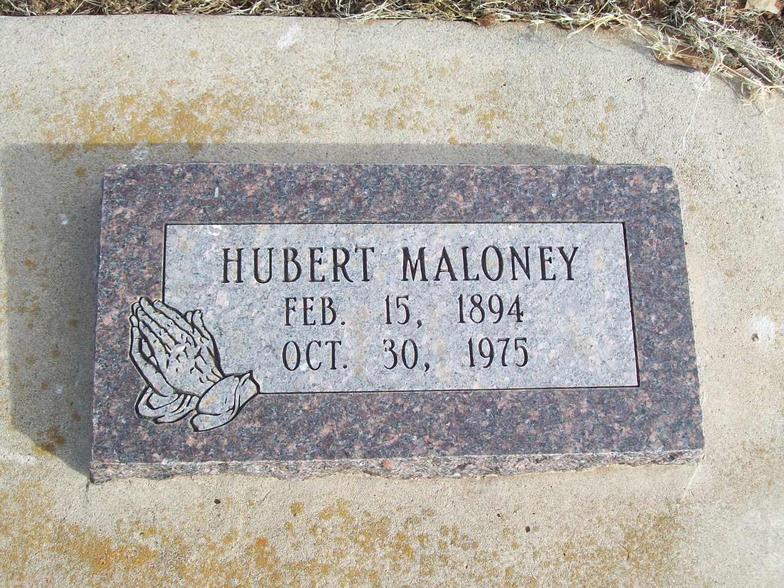 HUBERT MALONEY
FEB. 15, 1894
OCT. 30, 1975